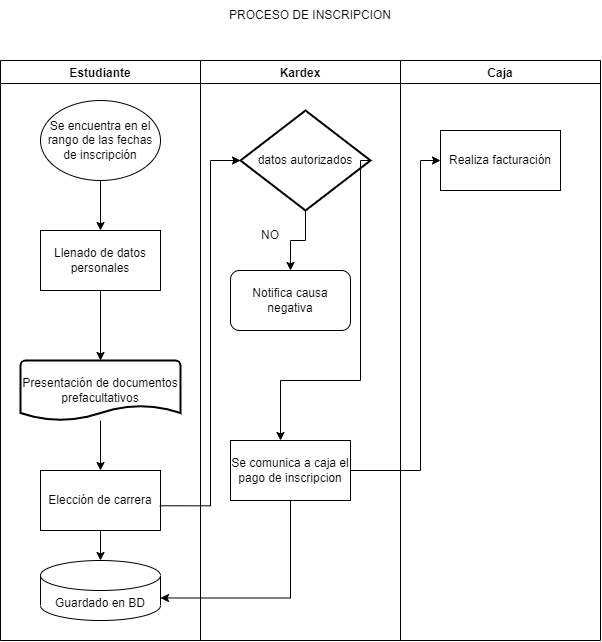 PROCESO DE INSCRIPCION
Estudiante
Kardex
Caja
Se encuentra en el
rango de las fechas
de inscripción
datos autorizados
Realiza facturación
NO
Llenado de datos
personales
Notifica causa
negativa
Presentación de documentos
prefacultativos
Se comunica a caja el
pago de inscripcion
Elección de carrera
Guardado en BD